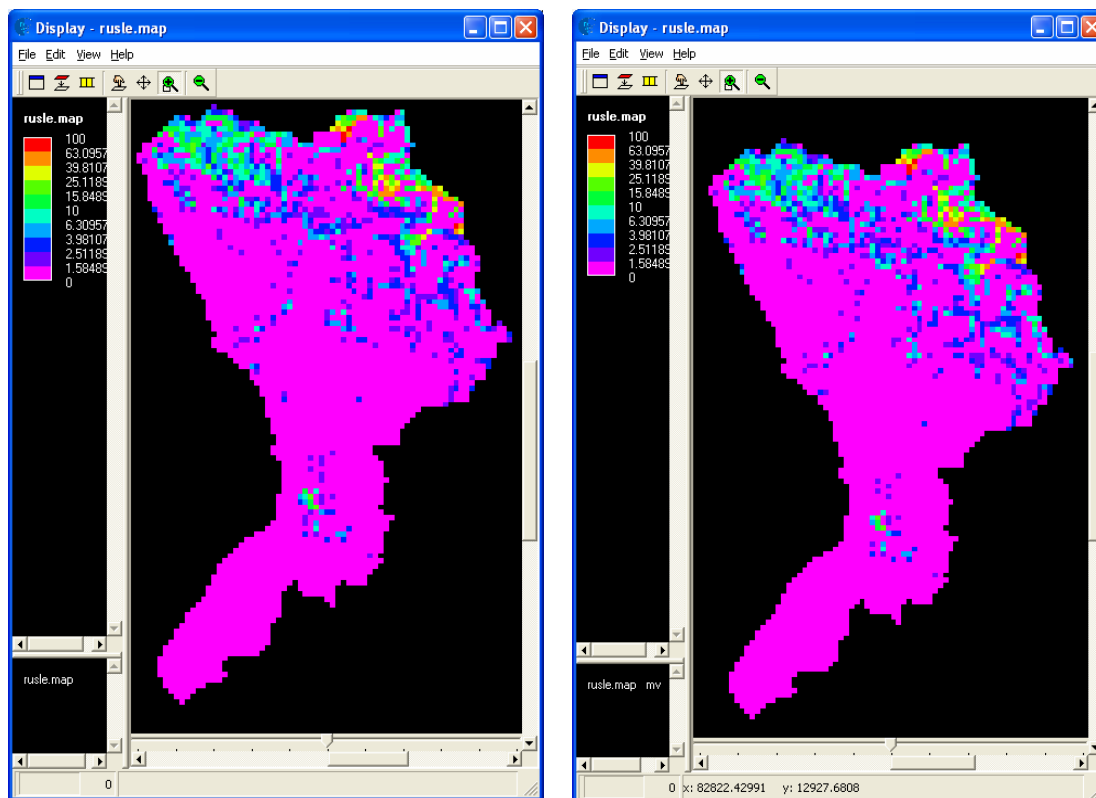 Display - rusle.map
File Edit View Help
rusle.map
100
63.0957
39.8107
25.1189
15.8489
10
6.30957
3.98107
2.51189
1.58489
0
rusle.map
0
Display - rusle.map
File Edit View Help
rusle.map
100
63.0957
39.8107
25.1189
15.8489
10
6.30957
3.98107
2.51189
1.58489
0
rusle.map mv
0 x: 82822.42991 y: 12927.6808